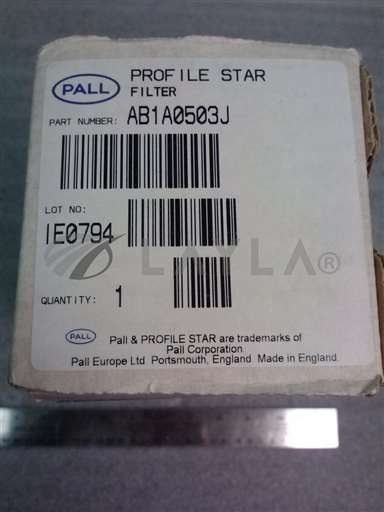 PALL
PROFILE STAR
FILTER
PART NUMBER: AB1A0503J
LOT NO:
IE0794
LAYLA®
QUANTITY: 1
PALL
Pall & PROFILE STAR are trademarks of
Pall Corporation
Pall Europe Ltd. Portsmouth, England. Made in England.